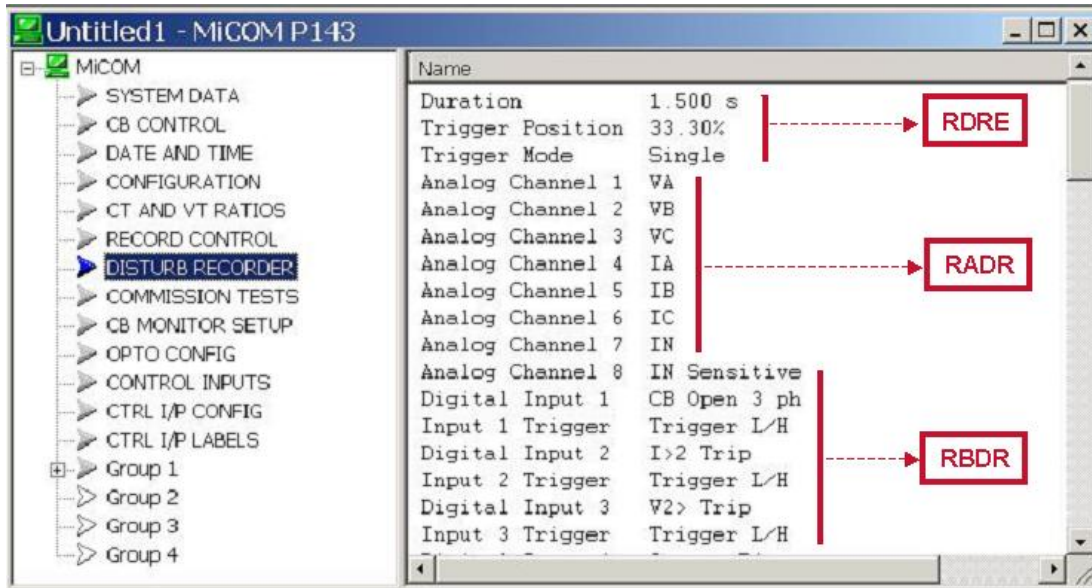 Untitled1 - MiCOM P143
MiCOM
SYSTEM DATA
CB CONTROL
DATE AND TIME
CONFIGURATION
CT AND VT RATIOS
RECORD CONTROL
DISTURB RECORDER
COMMISSION TESTS
CB MONITOR SETUP
OPTO CONFIG
CONTROL INPUTS
CTRL I/P CONFIG
CTRL I/P LABELS
Group 1
Group 2
Group 3
Group 4
Name
Duration 1.500 s
Trigger Position 33.30%
Trigger Mode Single
Analog Channel 1 VA
Analog Channel 2 VB
Analog Channel 3 VC
Analog Channel 4 IA
Analog Channel 5 IB
Analog Channel 6 IC
Analog Channel 7 IN
Analog Channel 8 IN Sensitive
Digital Input 1 CB Open 3 ph
Input 1 Trigger Trigger L/H
Digital Input 2 I>2 Trip
Input 2 Trigger Trigger L/H
Digital Input 3 V2> Trip
Input 3 Trigger Trigger L/H
RDRE
RADR
RBDR